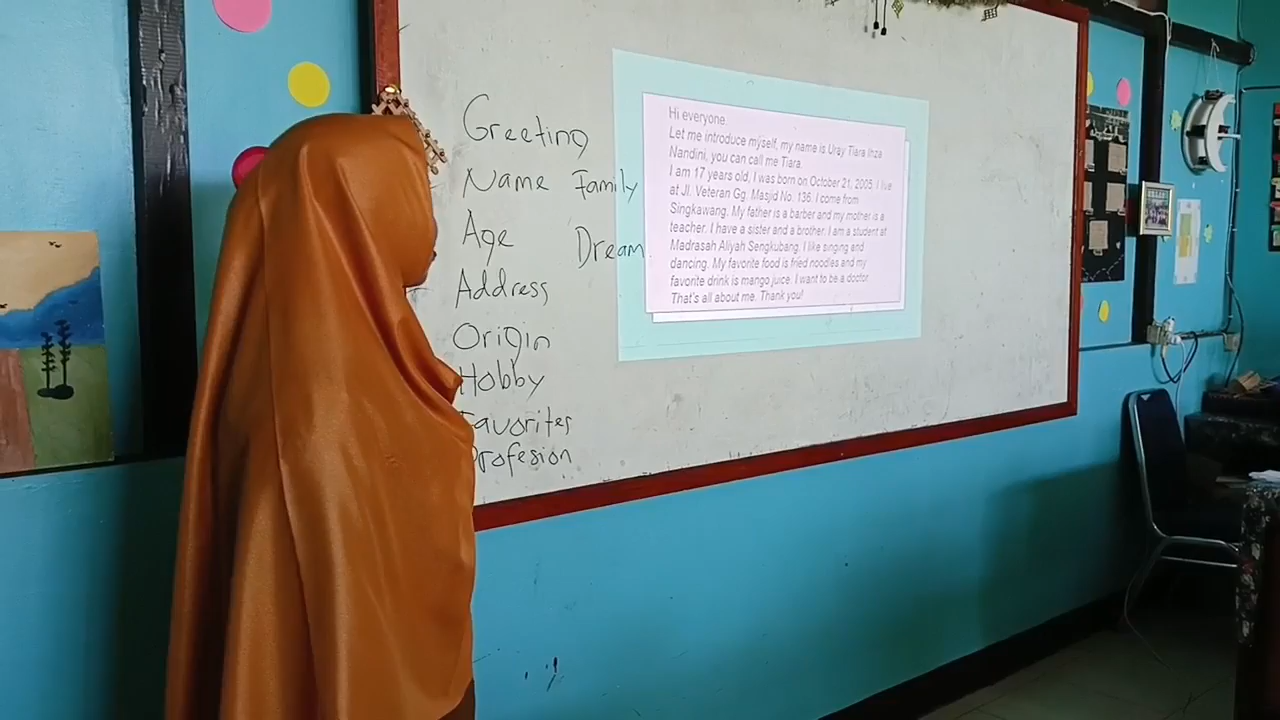 Greeting
Name Family
Age Dream
Address
Origin
Hobby
Favorites
Profesion
Hi everyone.
Let me introduce myself, my name is Uray Tiara Inza
Nandini, you can call me Tiara.
I am 17 years old, I was born on October 21, 2005. I live
at Jl. Veteran Gg. Masjid No. 136. I come from
Singkawang. My father is a barber and my mother is a
teacher. I have a sister and a brother. I am a student at
Madrasah Aliyah Sengkubang. I like singing and
dancing. My favorite food is fried noodles and my
favorite drink is mango juice. I want to be a doctor.
That's all about me. Thank you!